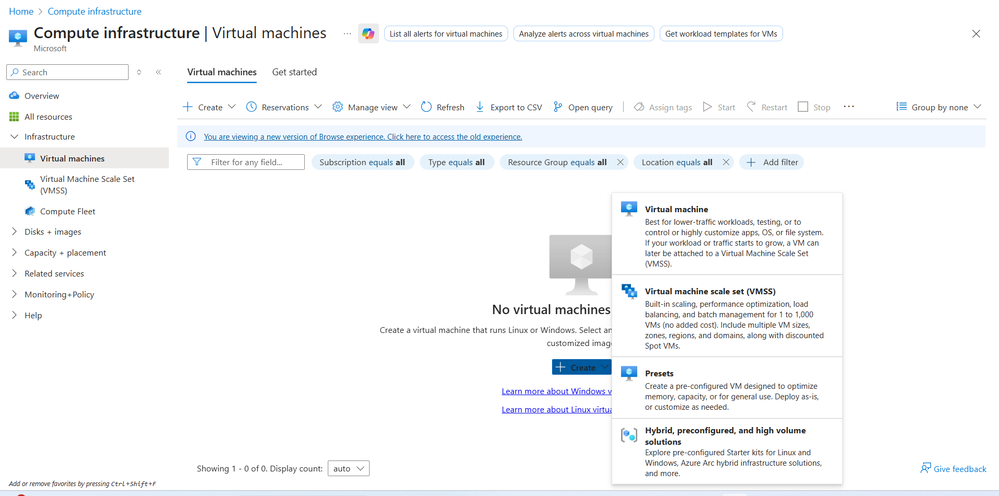 Home > Compute infrastructure
Compute infrastructure | Virtual machines
Microsoft
List all alerts for virtual machines
Analyze alerts across virtual machines
Get workload templates for VMs
Search
Overview
All resources
Infrastructure
Virtual machines
Virtual Machine Scale Set
(VMSS)
Compute Fleet
Disks + images
Capacity + placement
Related services
Monitoring+Policy
Help
Add or remove favorites by pressing Ctrl+Shift+F
Virtual machines
Get started
Create
Reservations
Manage view
Refresh
Export to CSV
Open query
Assign tags
Start
Restart
Stop
Group by none
You are viewing a new version of Browse experience. Click here to access the old experience.
Filter for any field...
Subscription equals all
Type equals all
Resource Group equals all
Location equals all
Add filter
No virtual machines
Create a virtual machine that runs Linux or Windows. Select an
customized imag
Create
Learn more about Windows v
Learn more about Linux virtua
Virtual machine
Best for lower-traffic workloads, testing, or to
control or highly customize apps, OS, or file system.
If your workload or traffic starts to grow, a VM can
later be attached to a Virtual Machine Scale Set
(VMSS).
Virtual machine scale set (VMSS)
Built-in scaling, performance optimization, load
balancing, and batch management for 1 to 1,000
VMs (no added cost). Include multiple VM sizes,
zones, regions, and domains, along with discounted
Spot VMs.
Presets
Create a pre-configured VM designed to optimize
memory, capacity, or for general use. Deploy as-is,
or customize as needed.
Hybrid, preconfigured, and high volume
solutions
Explore pre-configured Starter kits for Linux and
Windows, Azure Arc hybrid infrastructure solutions,
and more.
Showing 1 - 0 of 0. Display count:
auto
Give feedback